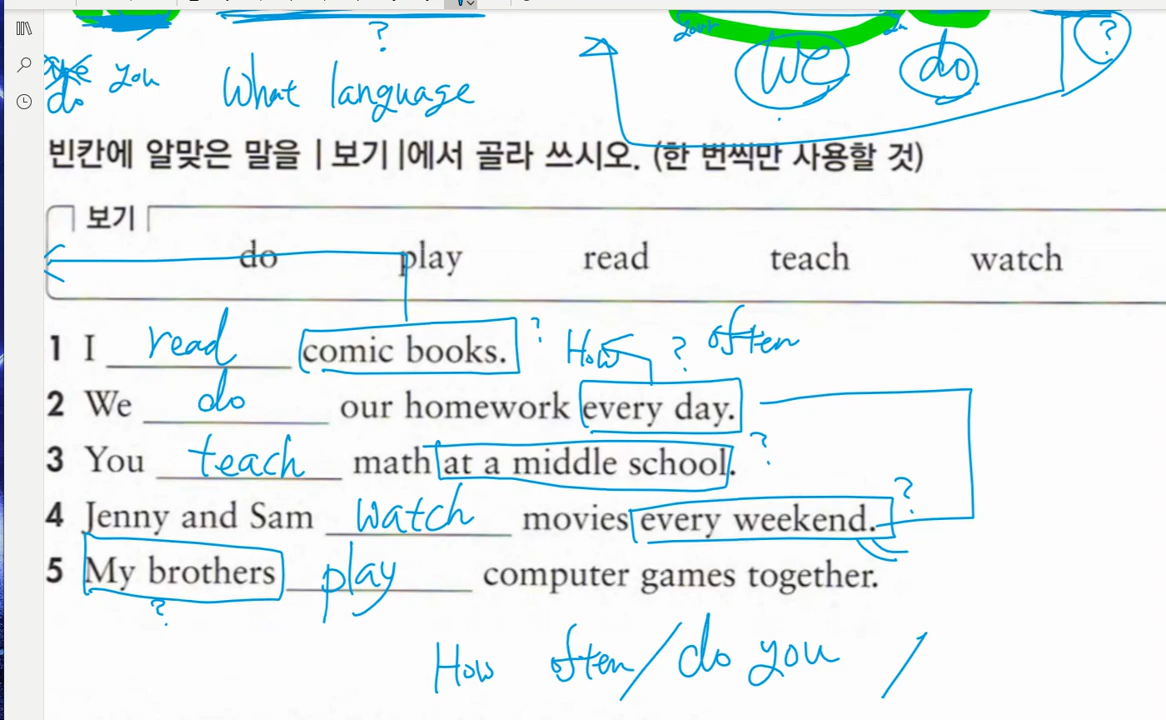 ?
your
we
do
?
do you
What language
빈칸에 알맞은 말을 | 보기 |에서 골라 쓰시오. (한 번씩만 사용할 것)
보기
do play read teach watch
1 I read comic books. ? How ? often
2 We do our homework every day.
3 You teach math at a middle school. ?
4 Jenny and Sam watch movies every weekend. ?
5 My brothers play computer games together.
?
How often / do you /